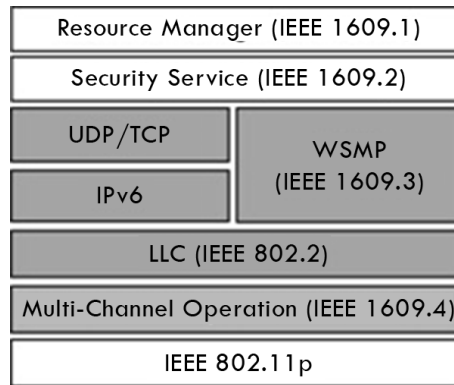 Resource Manager (IEEE 1609.1)
Security Service (IEEE 1609.2)
UDP/TCP
IPv6
WSMP
(IEEE 1609.3)
LLC (IEEE 802.2)
Multi-Channel Operation (IEEE 1609.4)
IEEE 802.11p